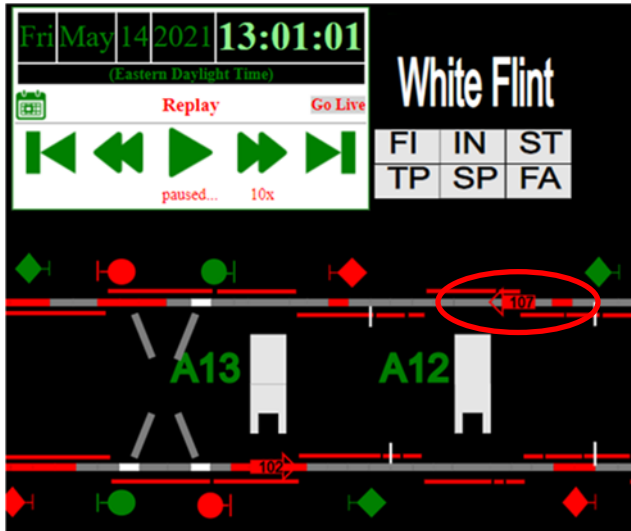 Fri May 14 2021 13:01:01
(Eastern Daylight Time)
Replay Go Live
paused... 10x
White Flint
FI IN ST
TP SP FA
107
A13 A12
102